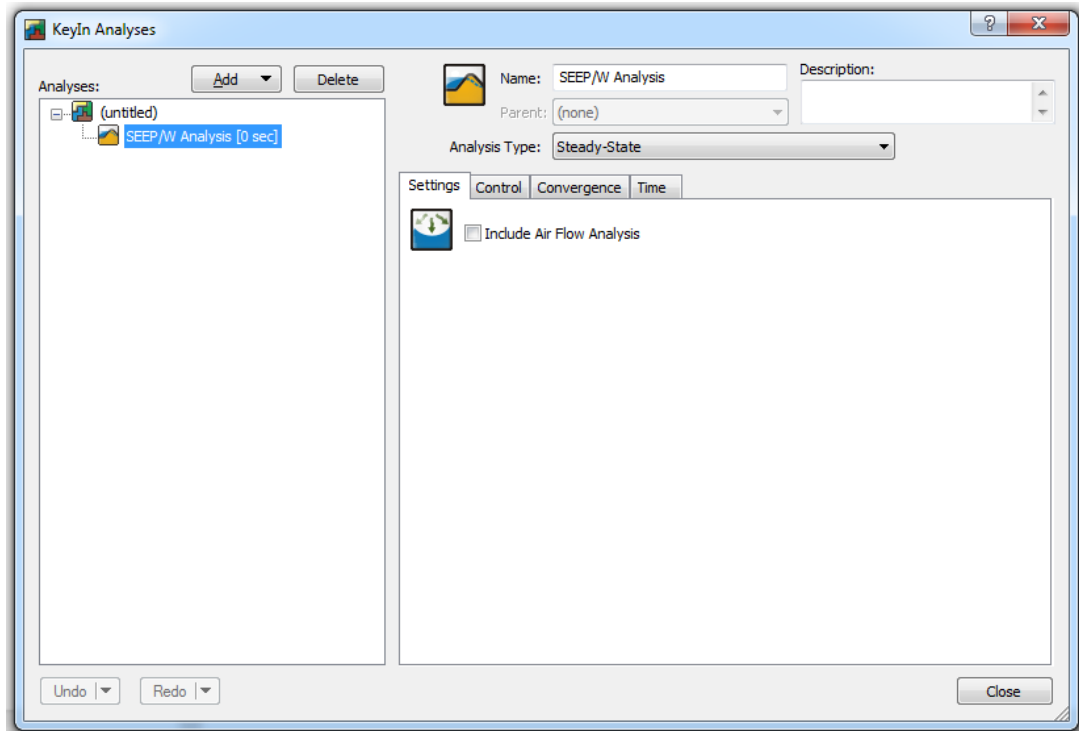 KeyIn Analyses
Analyses:
Add
Delete
(untitled)
SEEP/W Analysis [0 sec]
Name: SEEP/W Analysis
Parent: (none)
Analysis Type: Steady-State
Description:
Settings Control Convergence Time
Include Air Flow Analysis
Undo
Redo
Close